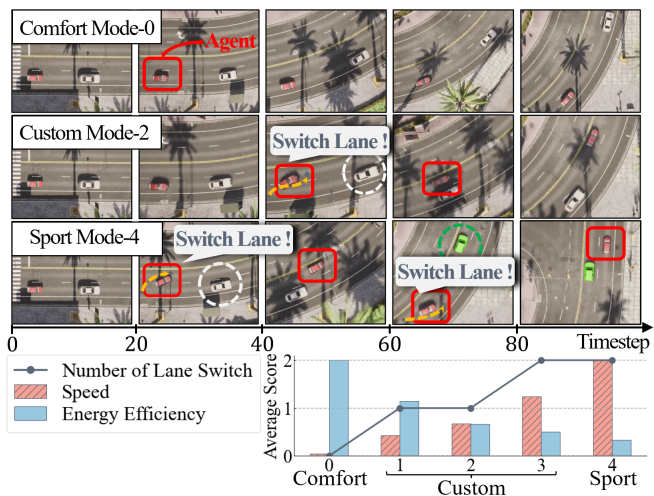 Comfort Mode-0
Agent
Custom Mode-2
Switch Lane !
Sport Mode-4
Switch Lane !
Switch Lane !
0 20 40 60 80 Timestep
Number of Lane Switch
Speed
Energy Efficiency
Average Score
2
1
0
0 1 2 3 4
Comfort Custom Sport